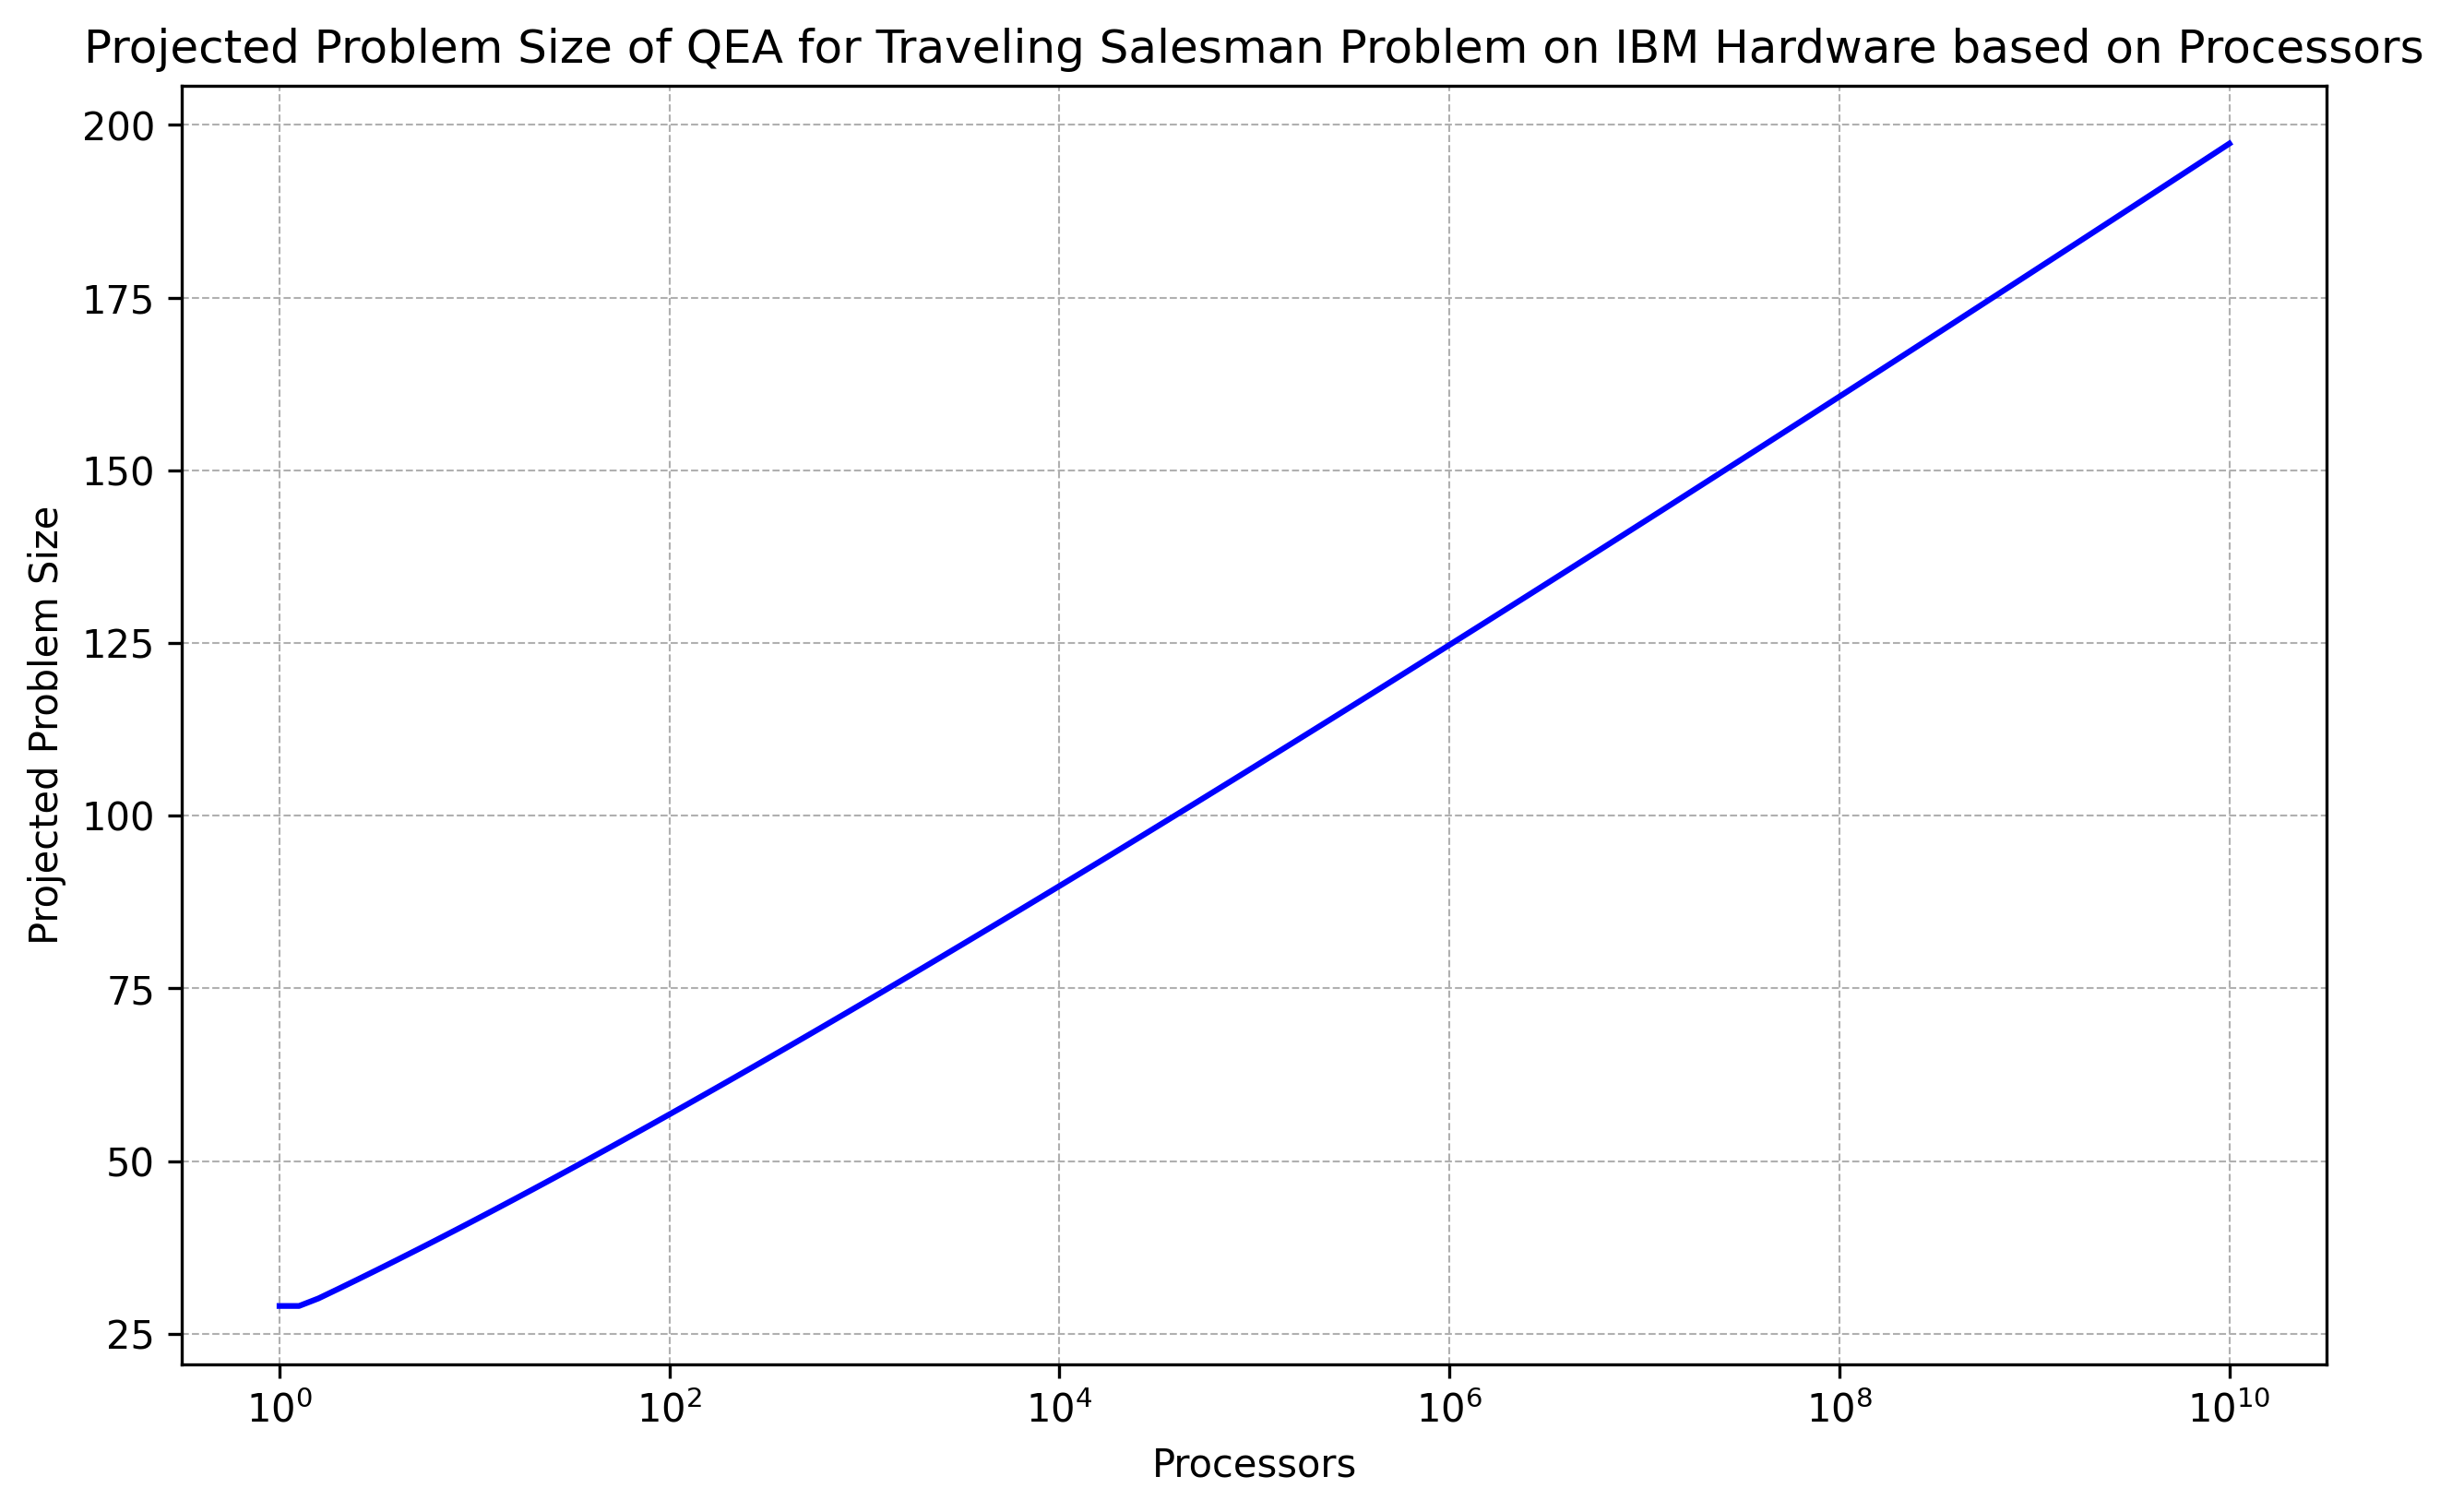 Projected Problem Size of QEA for Traveling Salesman Problem on IBM Hardware based on Processors
200
175
150
125
100
75
50
25
Projected Problem Size
10⁰ 10² 10⁴ 10⁶ 10⁸ 10¹⁰
Processors